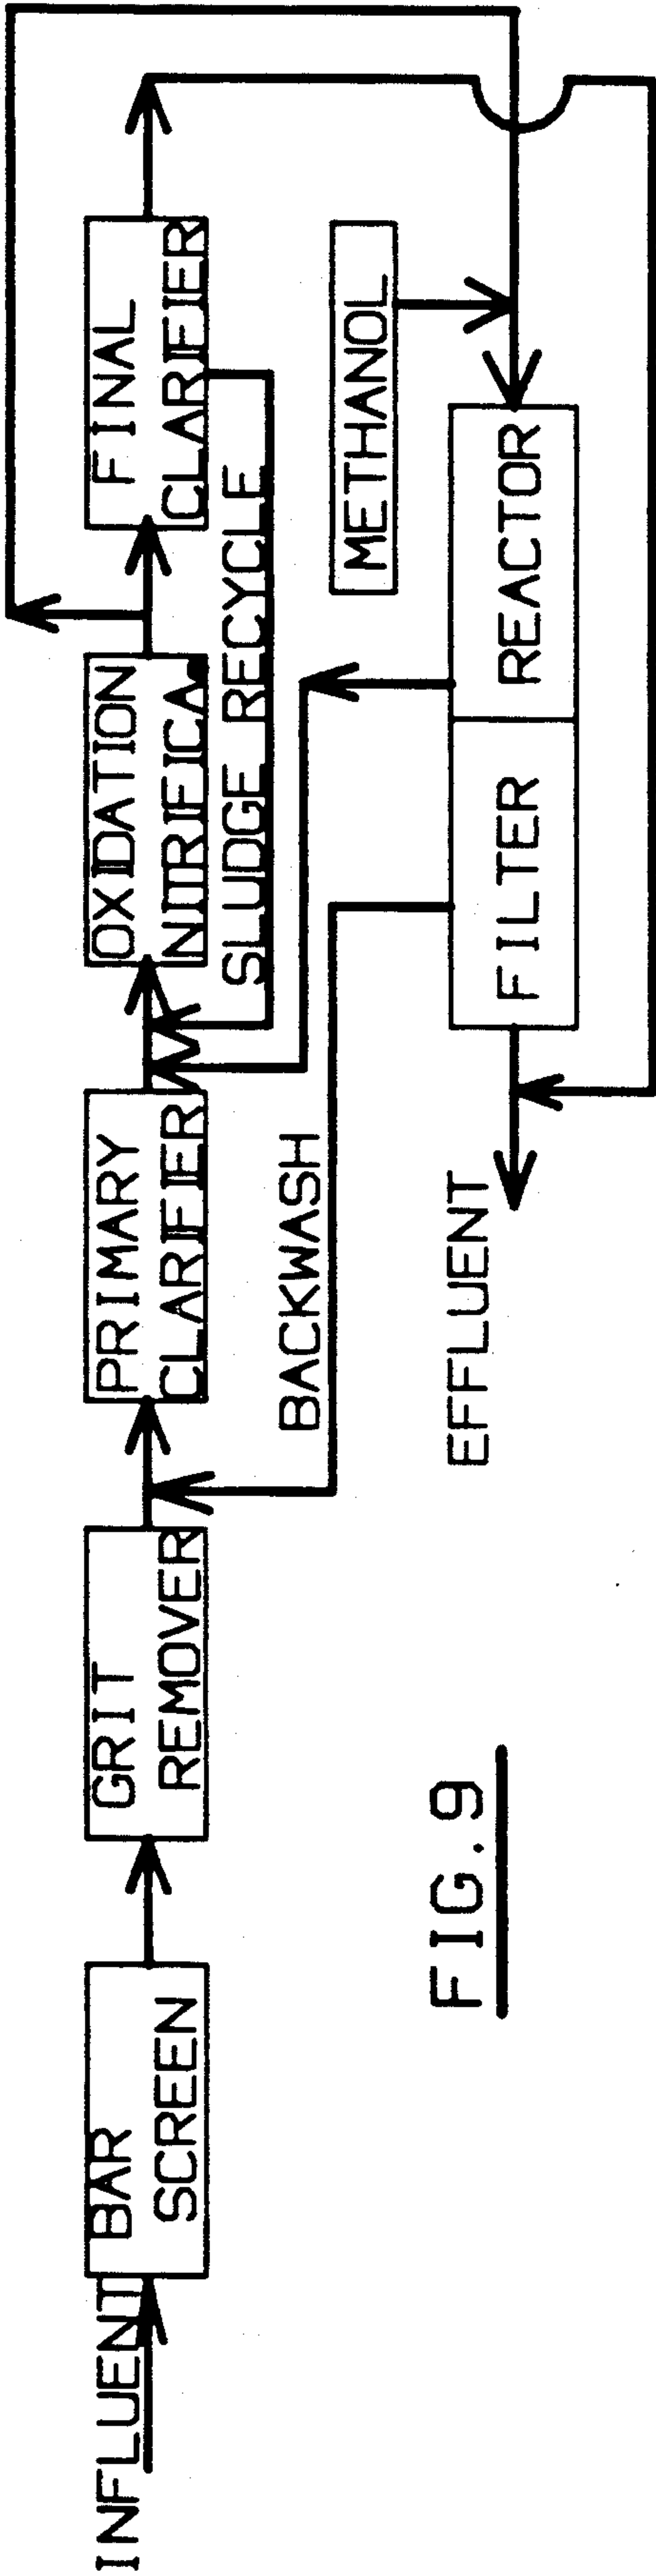 INFLUENT
BAR
SCREEN
GRIT
REMOVER
PRIMARY
CLARIFIER
OXIDATION
NITRIFICA
FINAL
CLARIFIER
SLUDGE RECYCLE
BACKWASH
METHANOL
EFFLUENT
FILTER
REACTOR
FIG.9